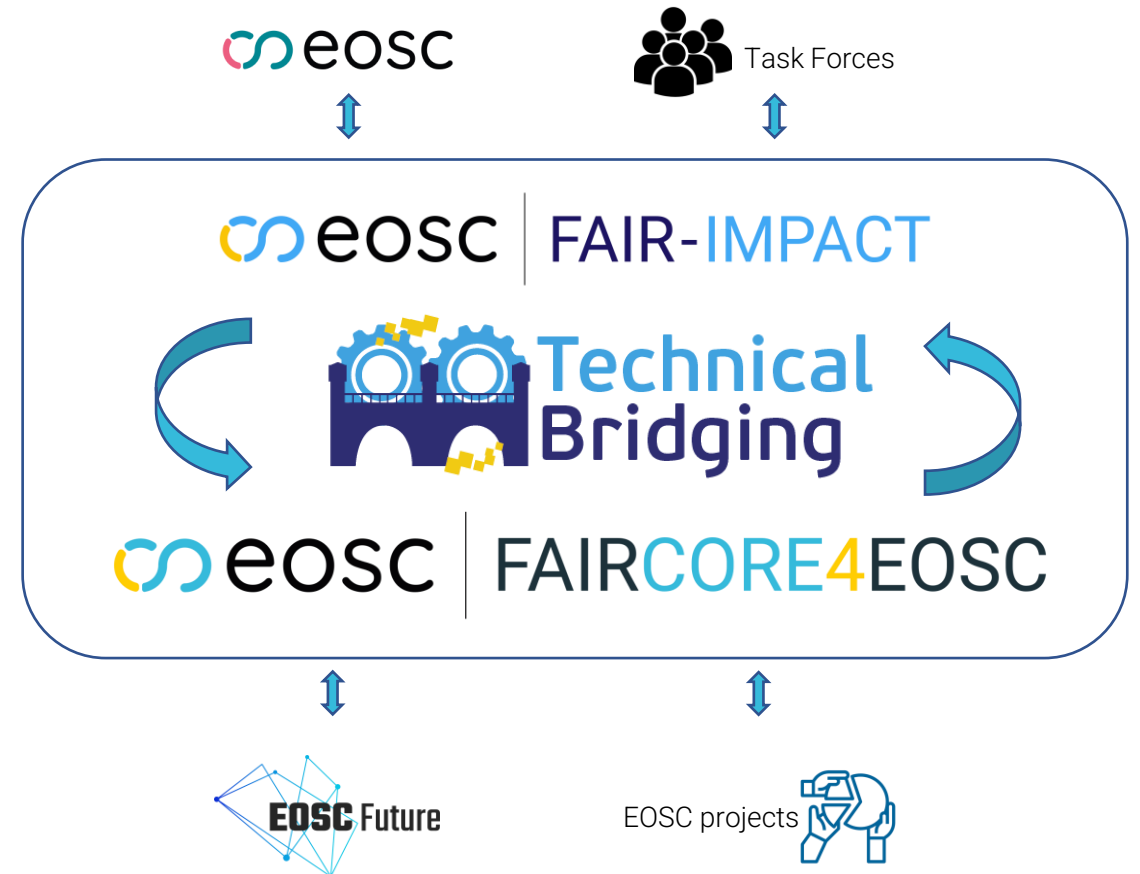 eosc
Task Forces
eosc | FAIR-IMPACT
Technical
Bridging
eosc | FAIRCORE4EOSC
EOSC Future
EOSC projects